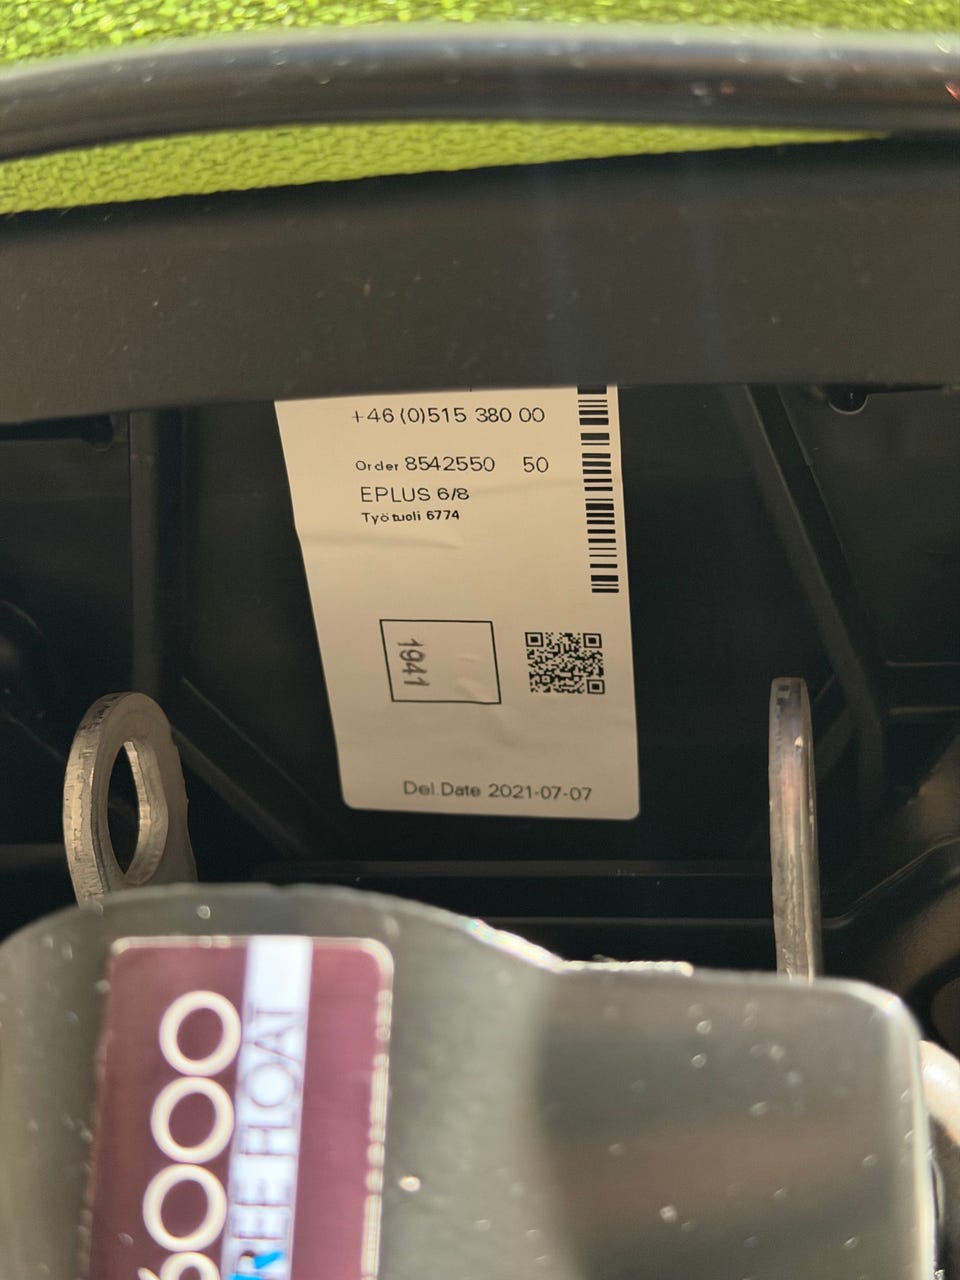 +46 (0)515 380 00
Order 8542550 50
EPLUS 6/8
Työtuoli 6774
1941
Del.Date 2021-07-07
6000
FREE FLOAT